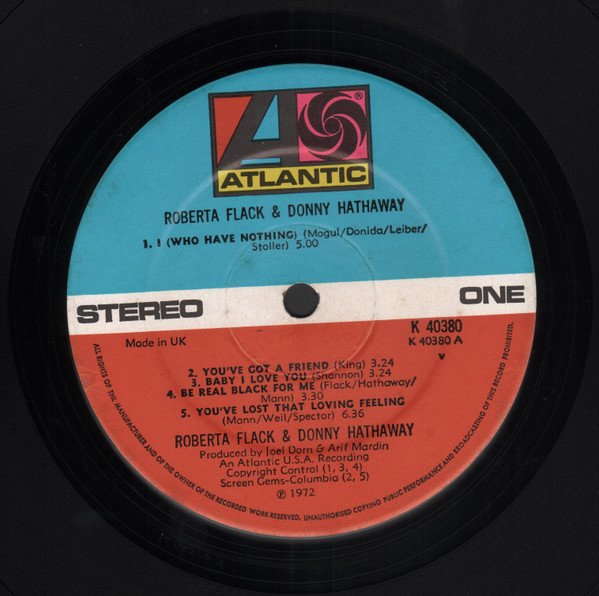 ®
ATLANTIC
ROBERTA FLACK & DONNY HATHAWAY
1. I (WHO HAVE NOTHING) (Mogul/Donida/Leiber/
Stoller) 5.00
STEREO ONE
Made in UK
K 40380
K 40380 A
2. YOU'VE GOT A FRIEND (King) 3.24
3. BABY I LOVE YOU (Shannon) 3.24
4. BE REAL BLACK FOR ME (Flack/Hathaway/
Mann) 3.30
5. YOU'VE LOST THAT LOVING FEELING
(Mann/Weil/Spector) 6.36
ROBERTA FLACK & DONNY HATHAWAY
Produced by Joel Dorn & Arif Mardin
An Atlantic U.S.A. Recording
Copyright Control (1, 3, 4)
Screen Gems-Columbia (2, 5)
℗ 1972
ALL RIGHTS OF THE MANUFACTURER AND OF THE OWNER OF THE RECORDED WORK RESERVED. UNAUTHORISED COPYING PUBLIC PERFORMANCE AND BROADCASTING OF THIS RECORD PROHIBITED.